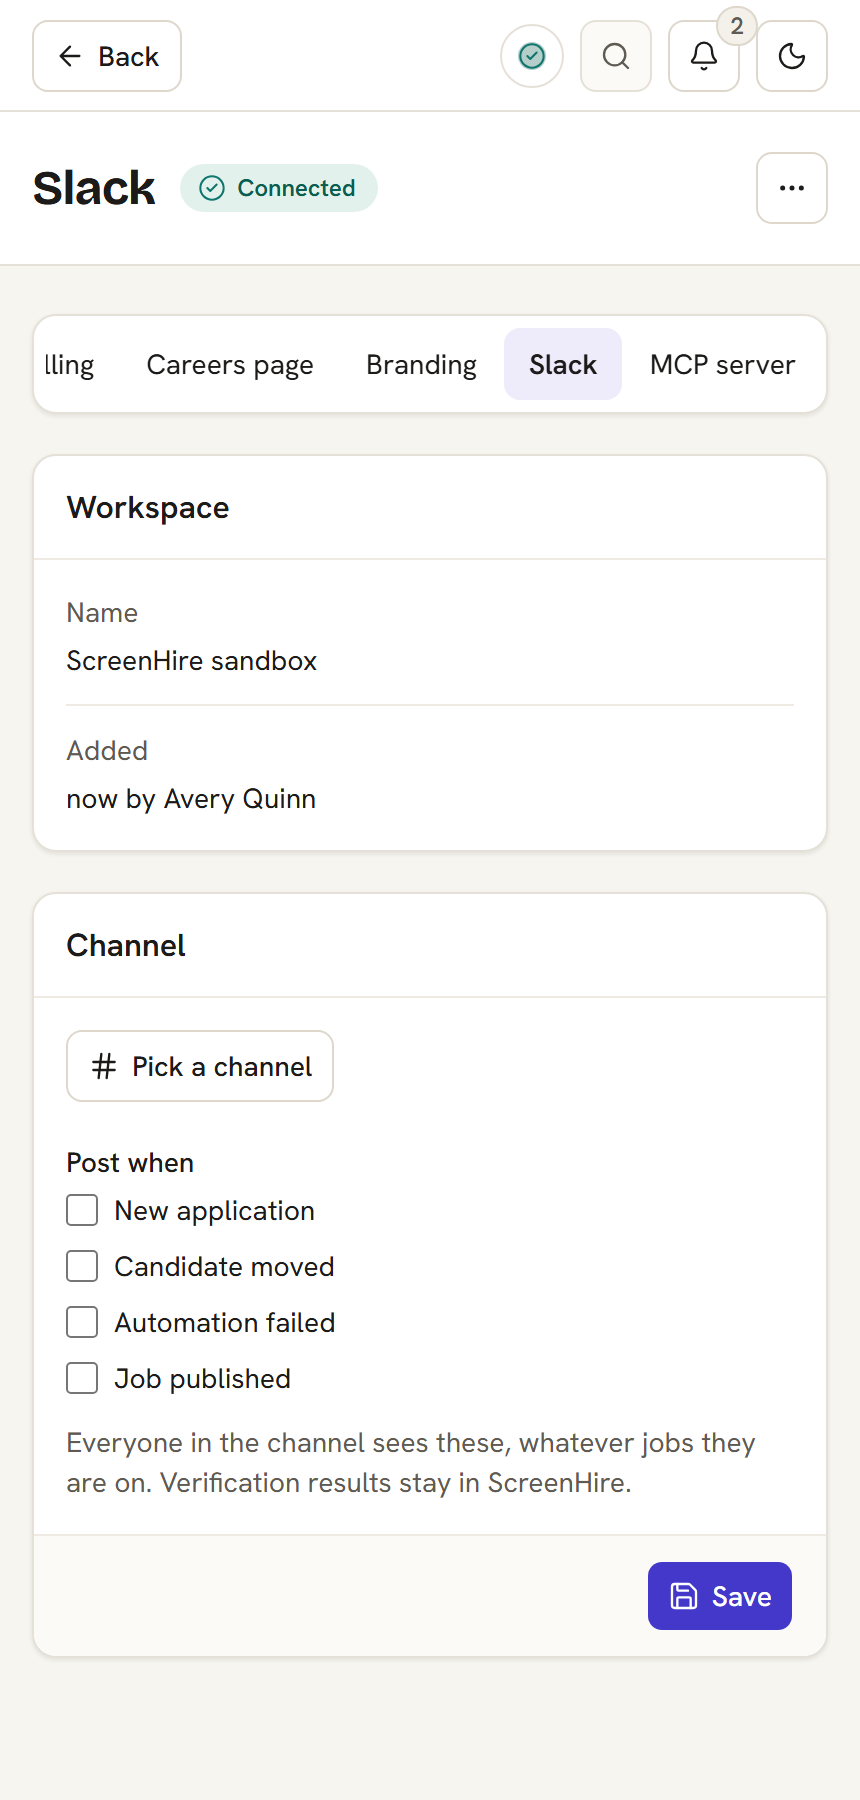 Back
2
Slack
Connected
lling
Careers page
Branding
Slack
MCP server
Workspace
Name
ScreenHire sandbox
Added
now by Avery Quinn
Channel
Pick a channel
Post when
New application
Candidate moved
Automation failed
Job published
Everyone in the channel sees these, whatever jobs they
are on. Verification results stay in ScreenHire.
Save